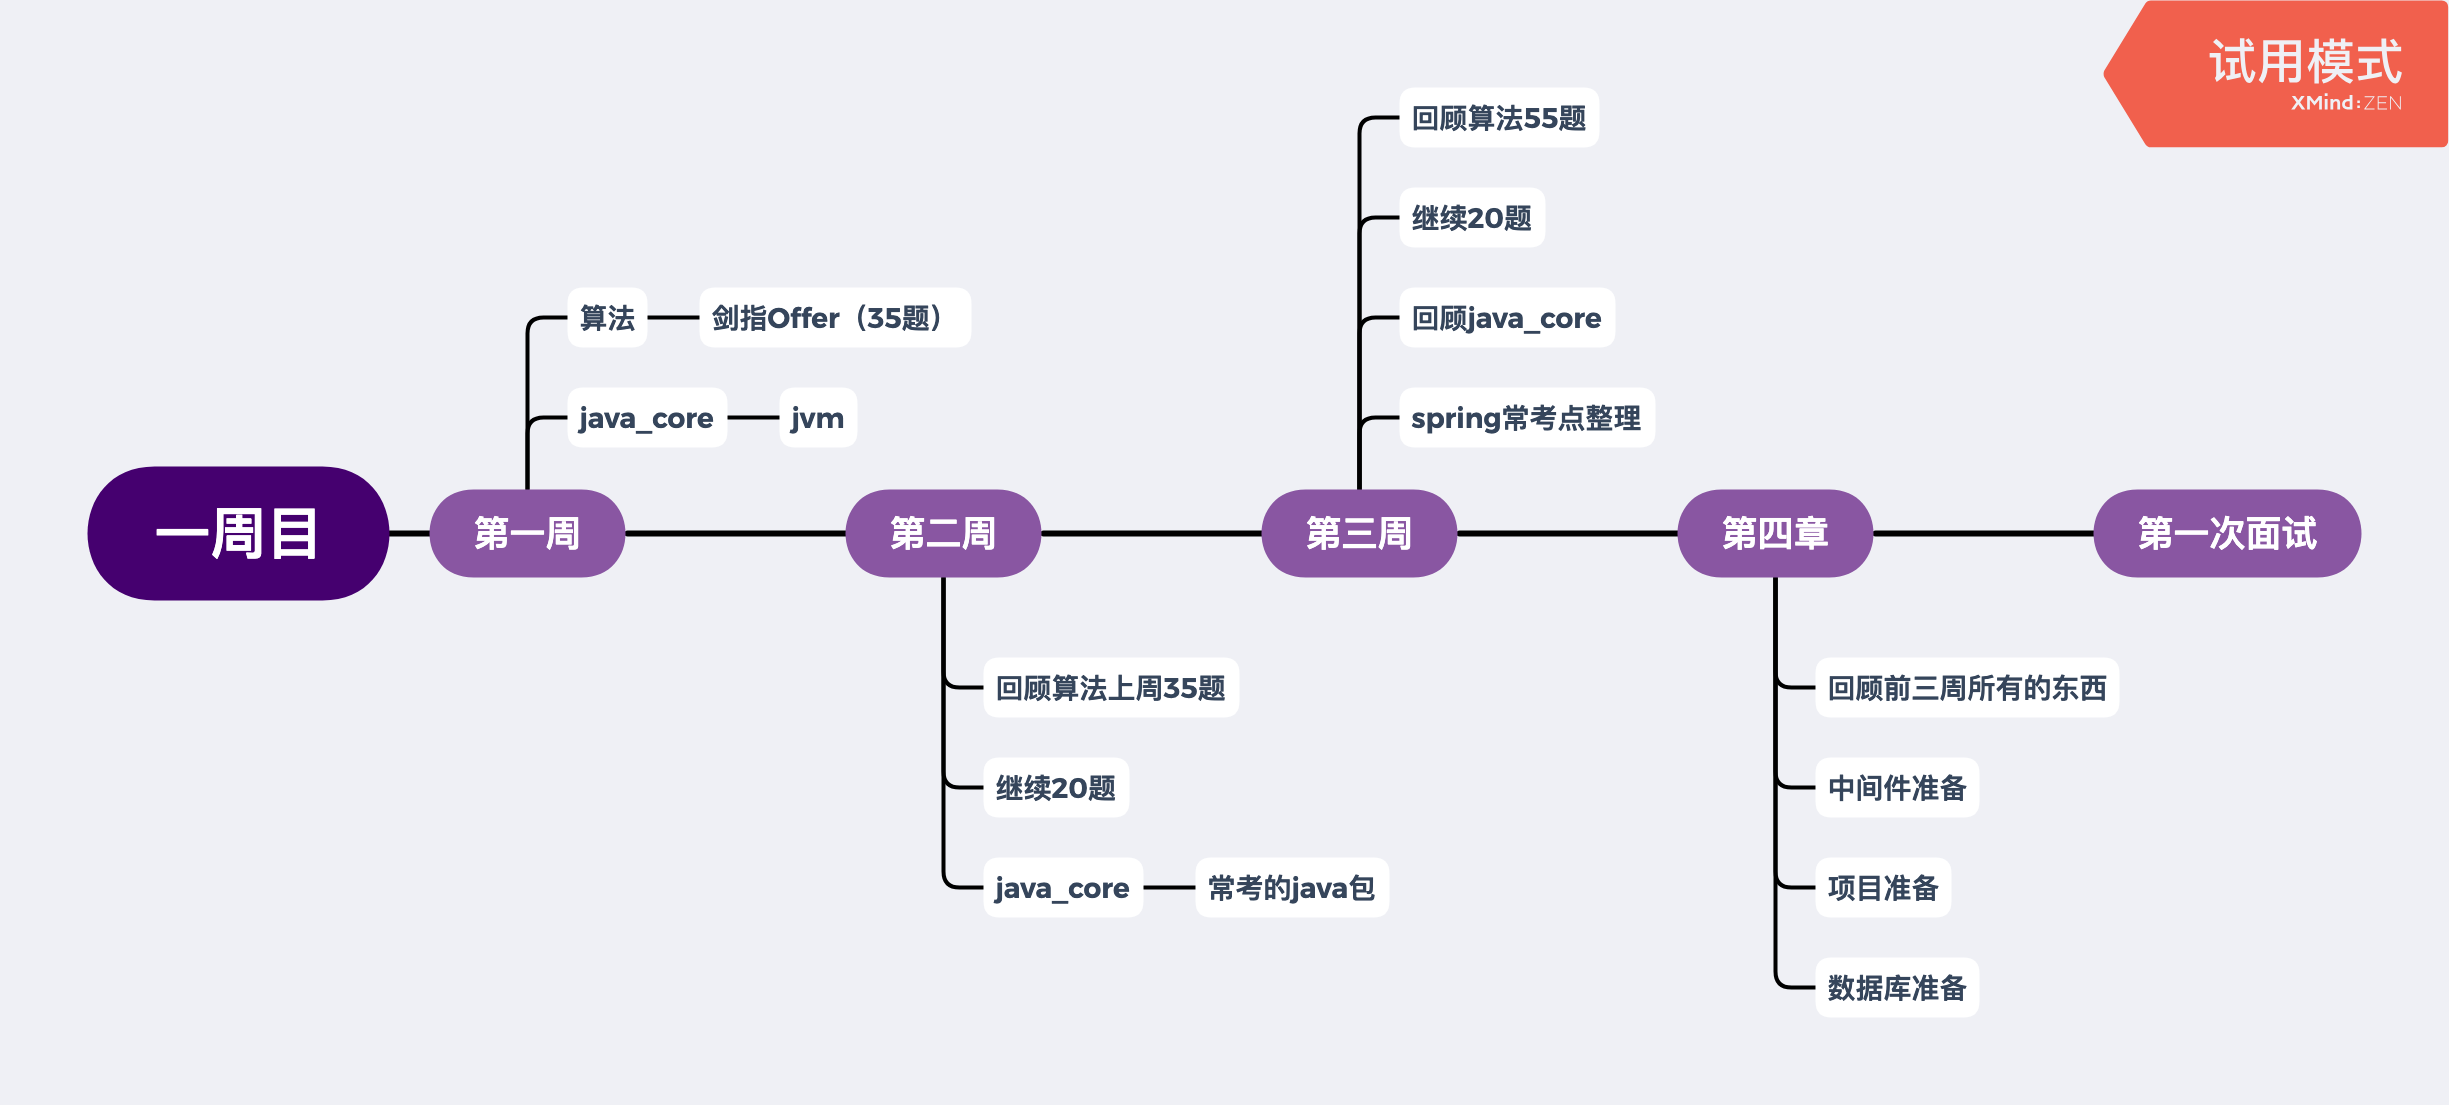 试用模式
XMind:ZEN
一周目
第一周
算法
剑指Offer（35题）
java_core
jvm
第二周
回顾算法上周35题
继续20题
java_core
常考的java包
第三周
回顾算法55题
继续20题
回顾java_core
spring常考点整理
第四章
回顾前三周所有的东西
中间件准备
项目准备
数据库准备
第一次面试